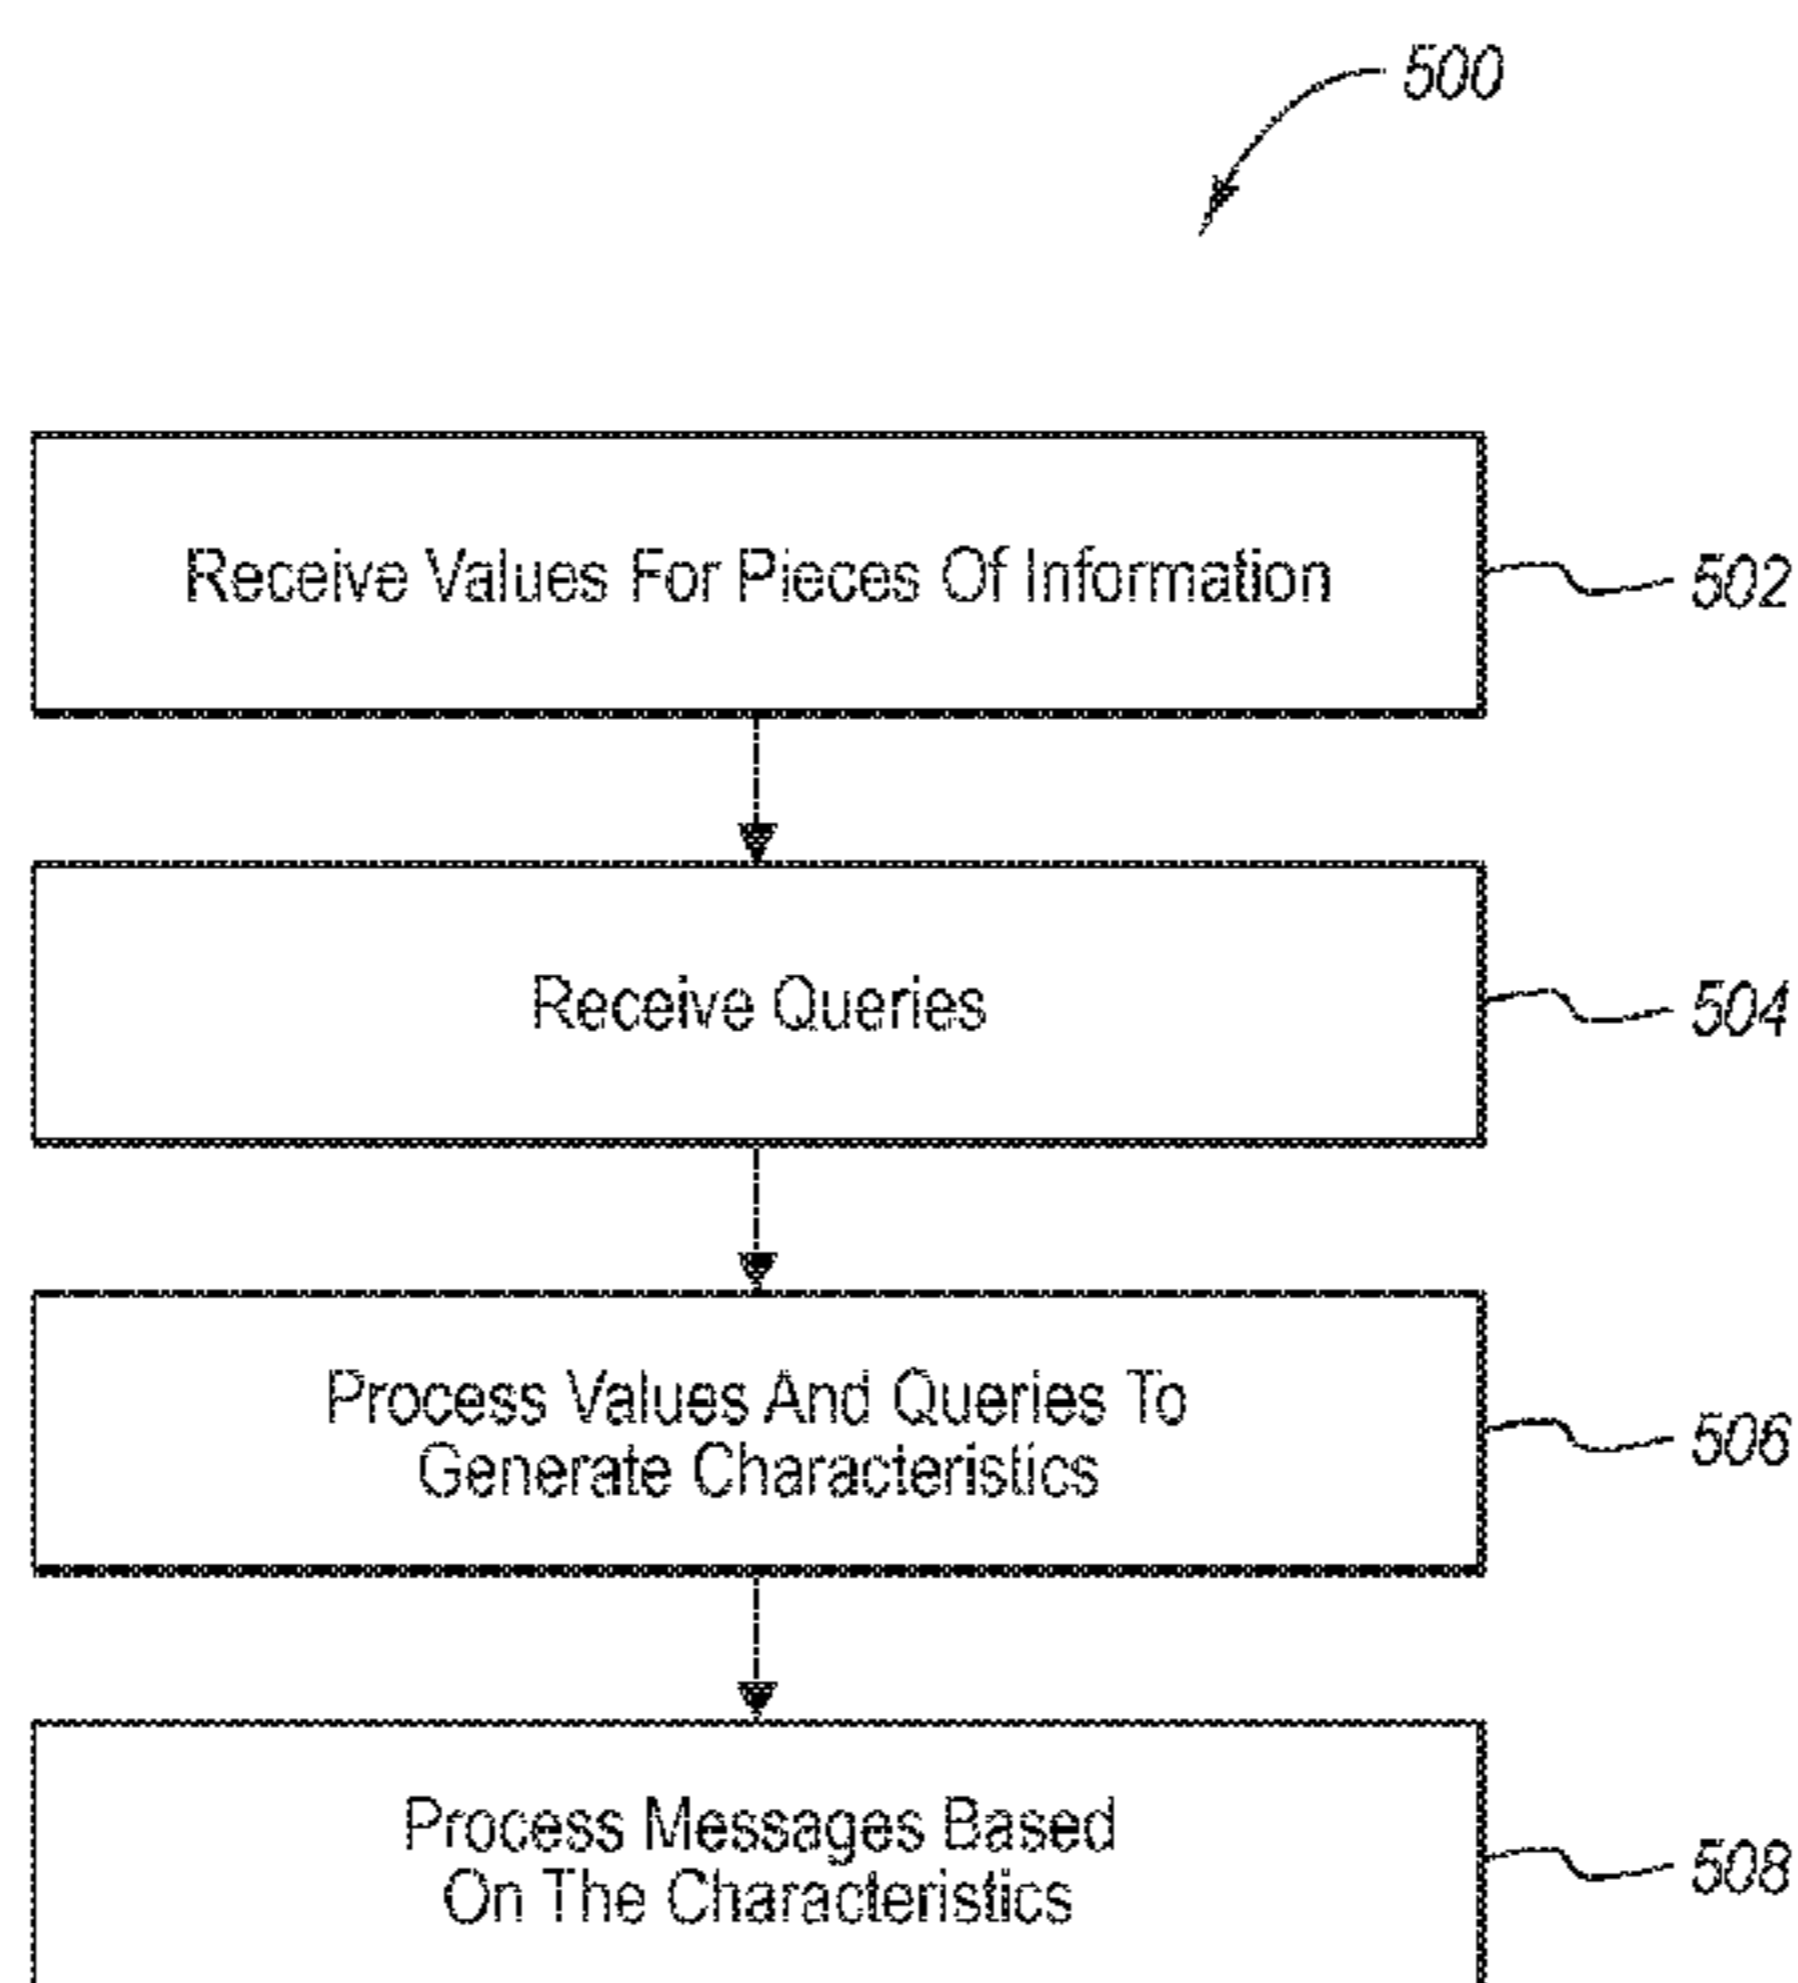 500
Receive Values For Pieces Of Information
502
Receive Queries
504
Process Values And Queries To
Generate Characteristics
506
Process Messages Based
On The Characteristics
508